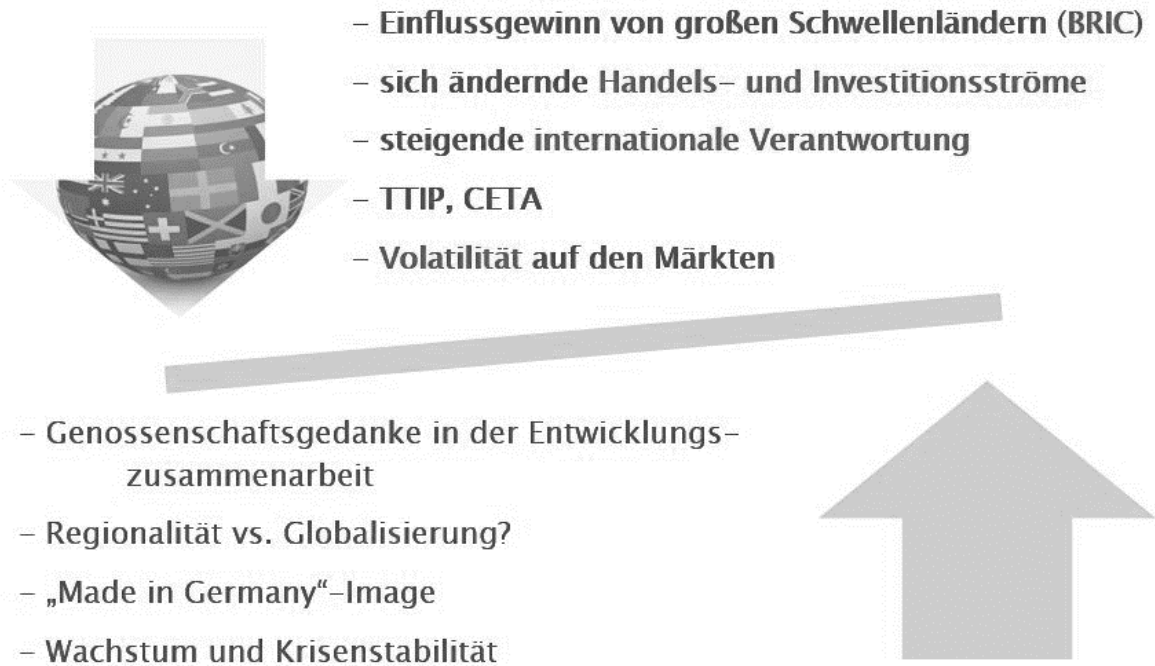 – Einflussgewinn von großen Schwellenländern (BRIC)
– sich ändernde Handels– und Investitionsströme
– steigende internationale Verantwortung
– TTIP, CETA
– Volatilität auf den Märkten
– Genossenschaftsgedanke in der Entwicklungs–
zusammenarbeit
– Regionalität vs. Globalisierung?
– „Made in Germany“–Image
– Wachstum und Krisenstabilität